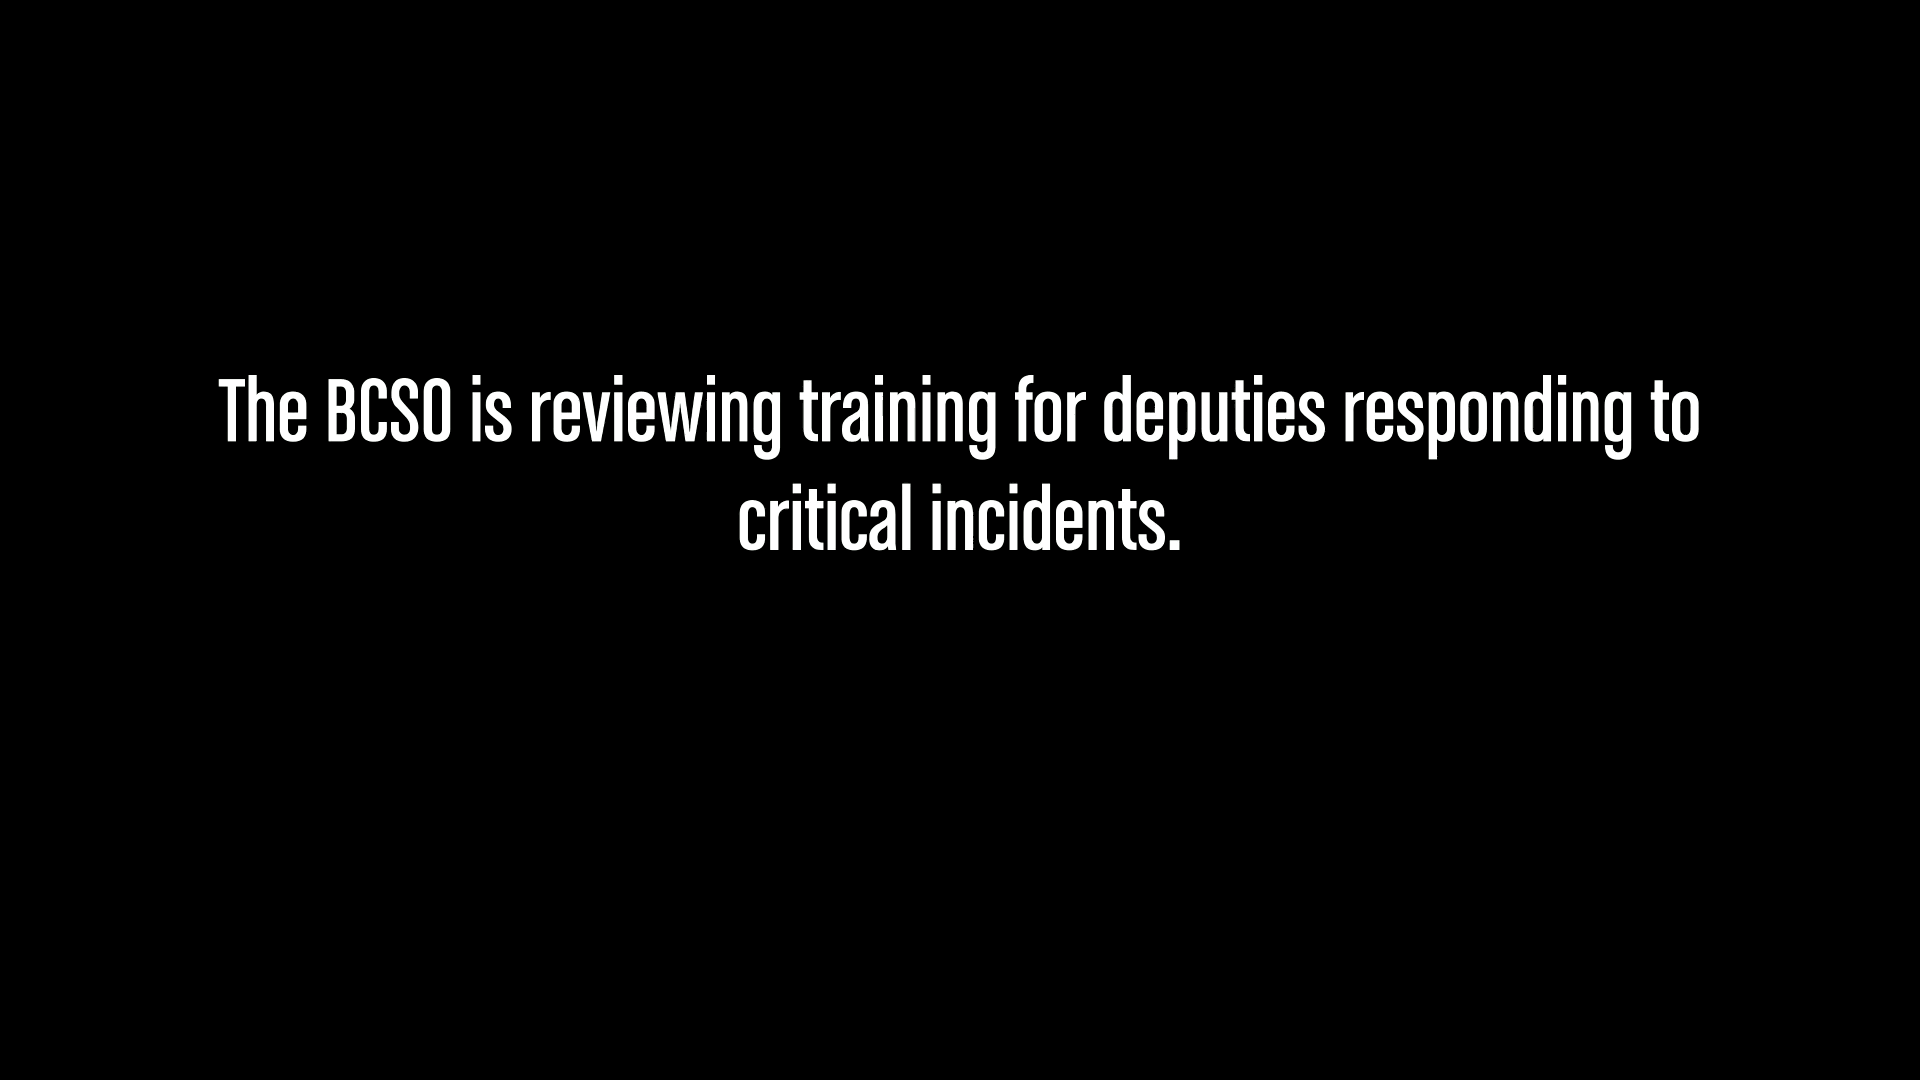 The BCSO is reviewing training for deputies responding to
critical incidents.